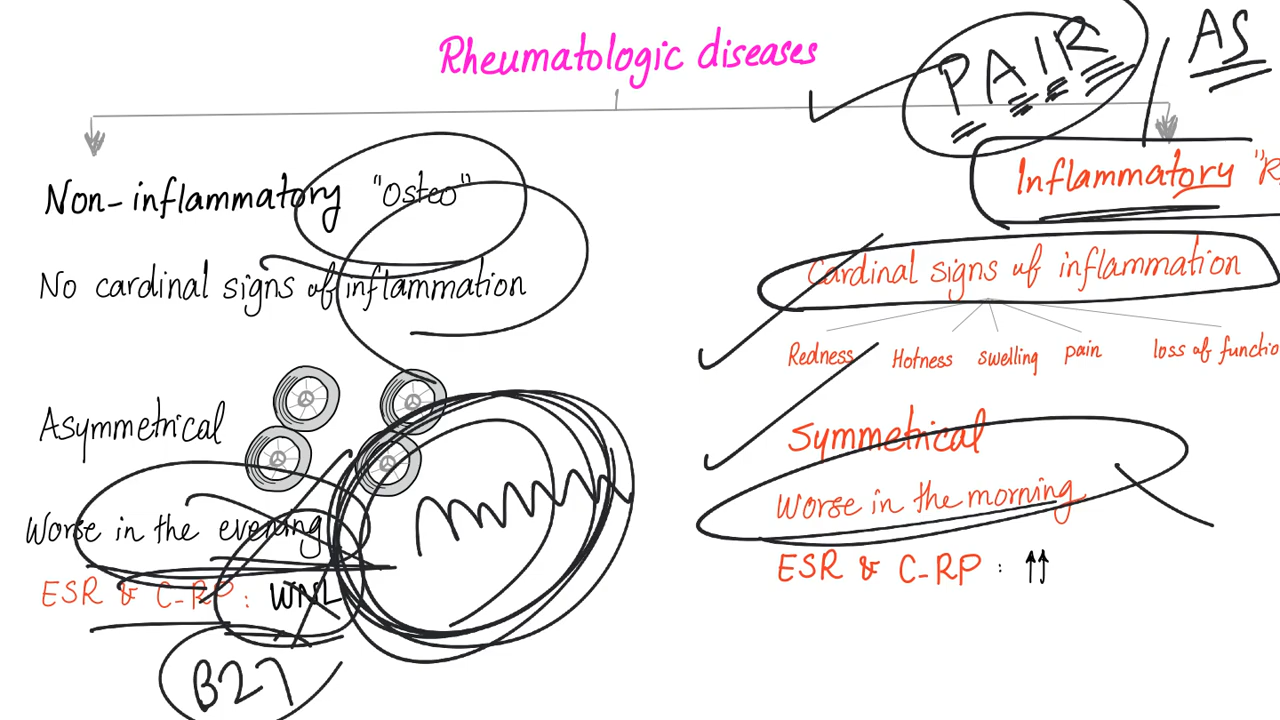 Rheumatologic diseases
PAIR
AS
Non-inflammatory "Osteo"
No cardinal signs of inflammation
Asymmetrical
Worse in the evening
ESR & C-RP: WNL
B27
Inflammatory "R
Cardinal signs of inflammation
Redness Hotness swelling pain loss of functio
Symmetrical
Worse in the morning
ESR & C-RP: ↑↑